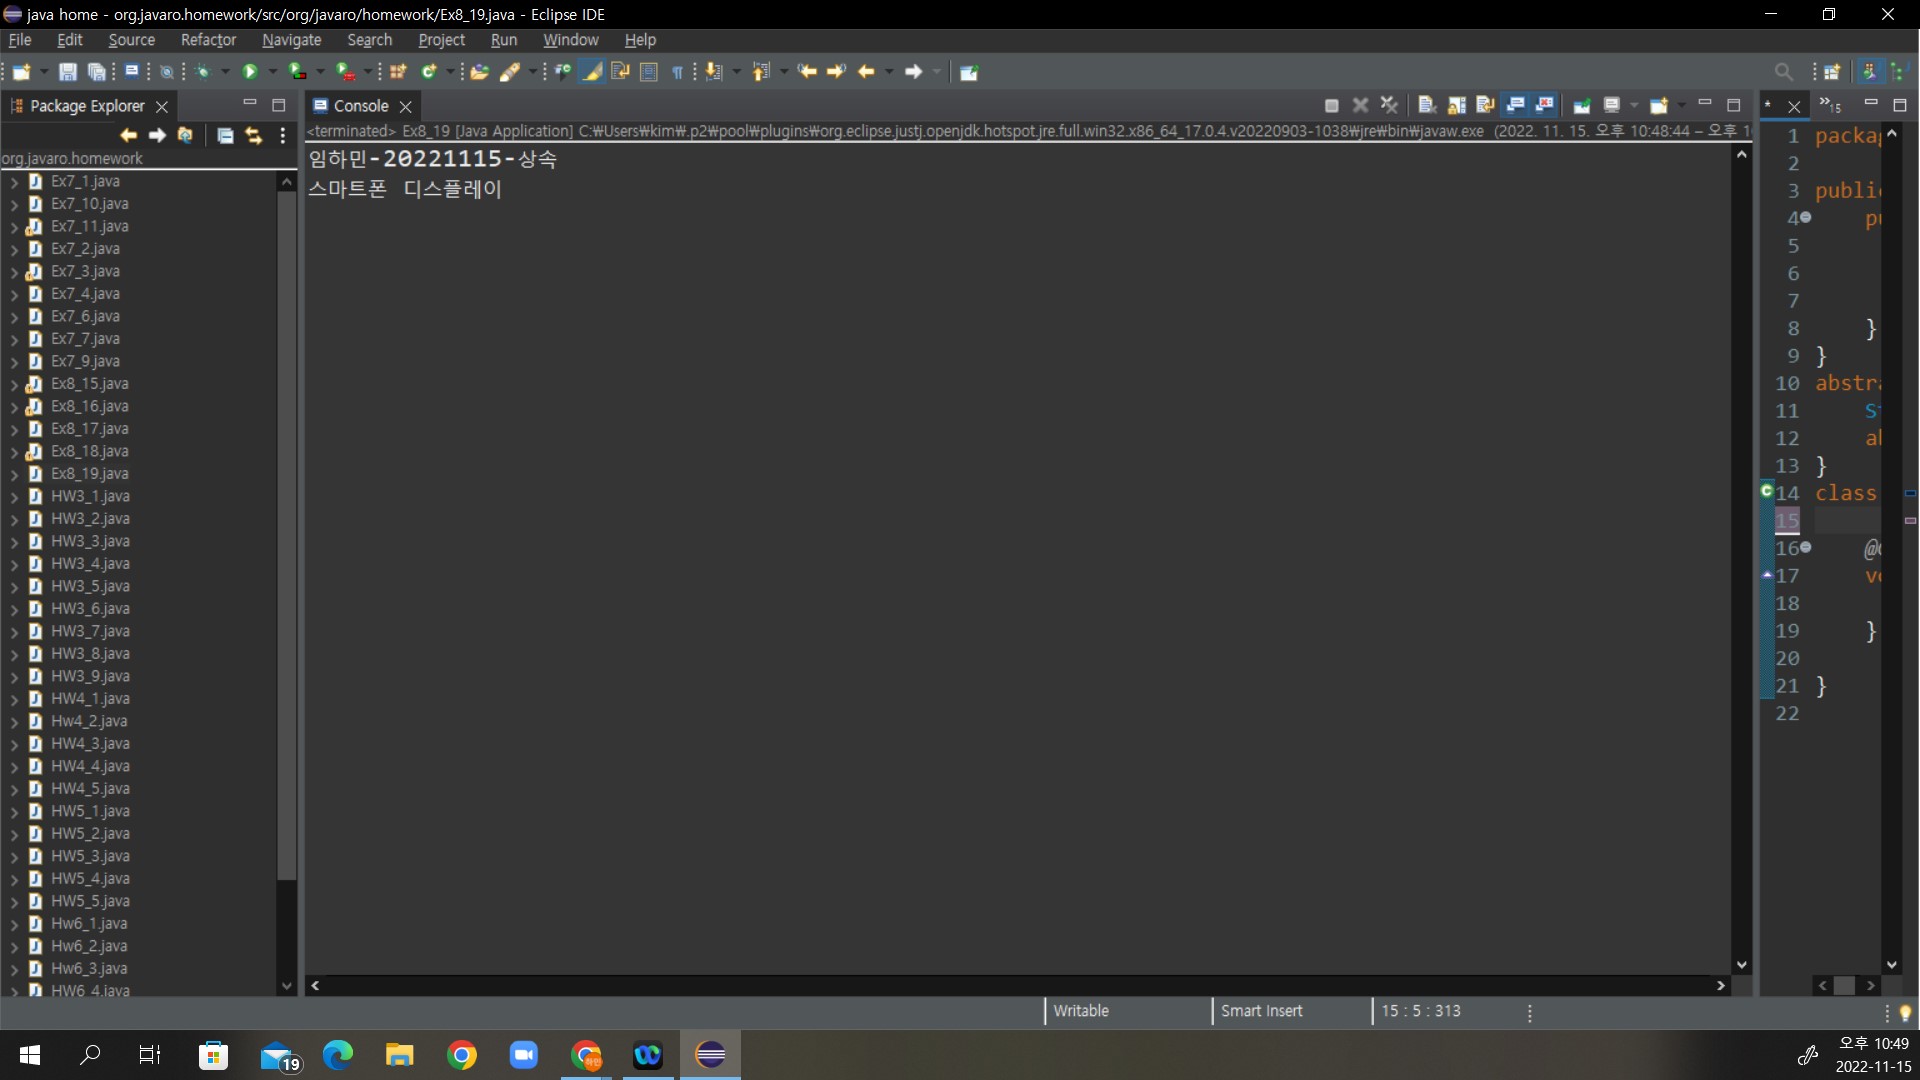 java home - org.javaro.homework/src/org/javaro/homework/Ex8_19.java - Eclipse IDE
File Edit Source Refactor Navigate Search Project Run Window Help
Package Explorer
org.javaro.homework
Ex7_1.java
Ex7_10.java
Ex7_11.java
Ex7_2.java
Ex7_3.java
Ex7_4.java
Ex7_6.java
Ex7_7.java
Ex7_9.java
Ex8_15.java
Ex8_16.java
Ex8_17.java
Ex8_18.java
Ex8_19.java
HW3_1.java
HW3_2.java
HW3_3.java
HW3_4.java
HW3_5.java
HW3_6.java
HW3_7.java
HW3_8.java
HW3_9.java
HW4_1.java
Hw4_2.java
HW4_3.java
HW4_4.java
HW4_5.java
HW5_1.java
HW5_2.java
HW5_3.java
HW5_4.java
HW5_5.java
Hw6_1.java
Hw6_2.java
Hw6_3.java
HW6_4.java
Console
<terminated> Ex8_19 [Java Application] C:₩Users₩kim₩.p2₩pool₩plugins₩org.eclipse.justj.openjdk.hotspot.jre.full.win32.x86_64_17.0.4.v20220903-1038₩jre₩bin₩javaw.exe (2022. 11. 15. 오후 10:48:44 – 오후 1
임하민-20221115-상속
스마트폰 디스플레이
15
1 packa
2
3 publi
4 pu
5
6
7
8 }
9 }
10 abstr
11 S
12 al
13 }
14 class
15
16 @
17 v
18
19 }
20
21 }
22
Writable Smart Insert 15 : 5 : 313
19
하민
오후 10:49
2022-11-15